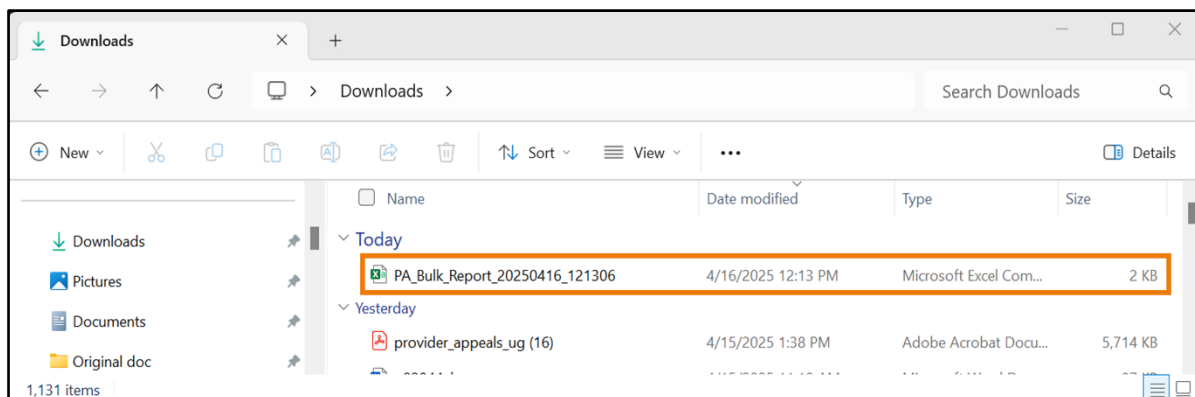 Downloads
Downloads
Search Downloads
New
Sort
View
Details
Name Date modified Type Size
Downloads
Today
PA_Bulk_Report_20250416_121306 4/16/2025 12:13 PM Microsoft Excel Com... 2 KB
Pictures
Yesterday
Documents
provider_appeals_ug (16) 4/15/2025 1:38 PM Adobe Acrobat Docu... 5,714 KB
Original doc
1,131 items